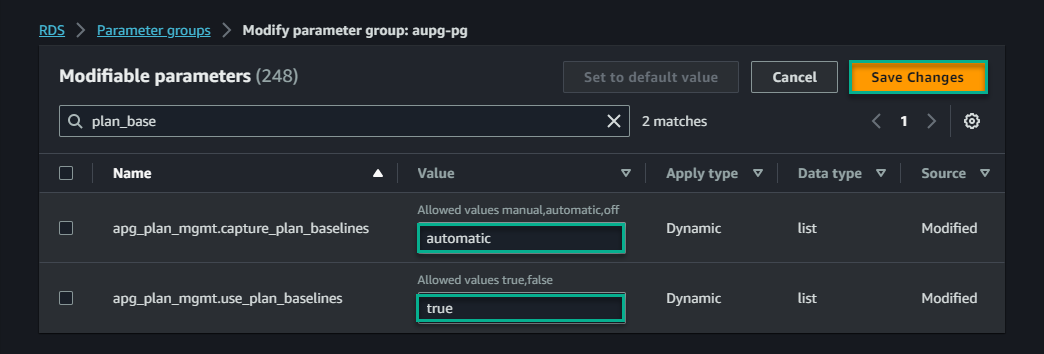 RDS > Parameter groups > Modify parameter group: aupg-pg
Modifiable parameters (248)
Set to default value
Cancel
Save Changes
plan_base
2 matches
1
Name
Value
Apply type
Data type
Source
Allowed values manual,automatic,off
apg_plan_mgmt.capture_plan_baselines
automatic
Dynamic
list
Modified
Allowed values true,false
apg_plan_mgmt.use_plan_baselines
true
Dynamic
list
Modified